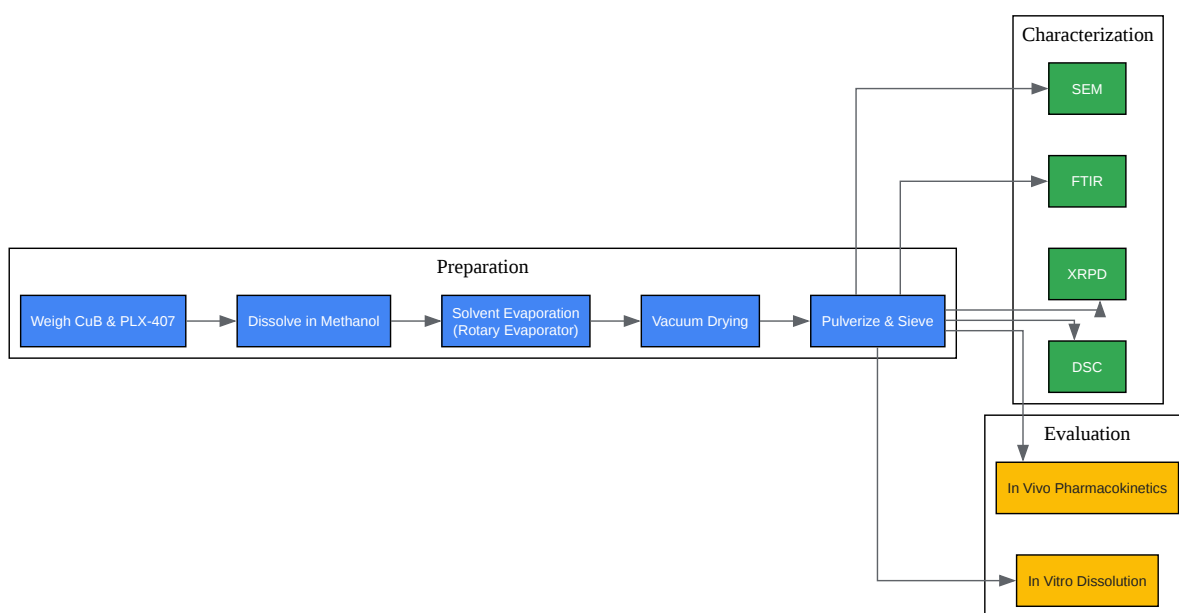 Characterization
SEM
FTIR
XRPD
DSC
Preparation
Weigh CuB & PLX-407
Dissolve in Methanol
Solvent Evaporation
(Rotary Evaporator)
Vacuum Drying
Pulverize & Sieve
Evaluation
In Vivo Pharmacokinetics
In Vitro Dissolution